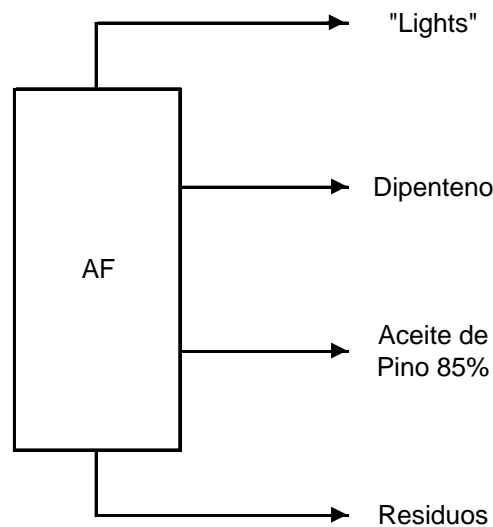 "Lights"
Dipenteno
AF
Aceite de
Pino 85%
Residuos